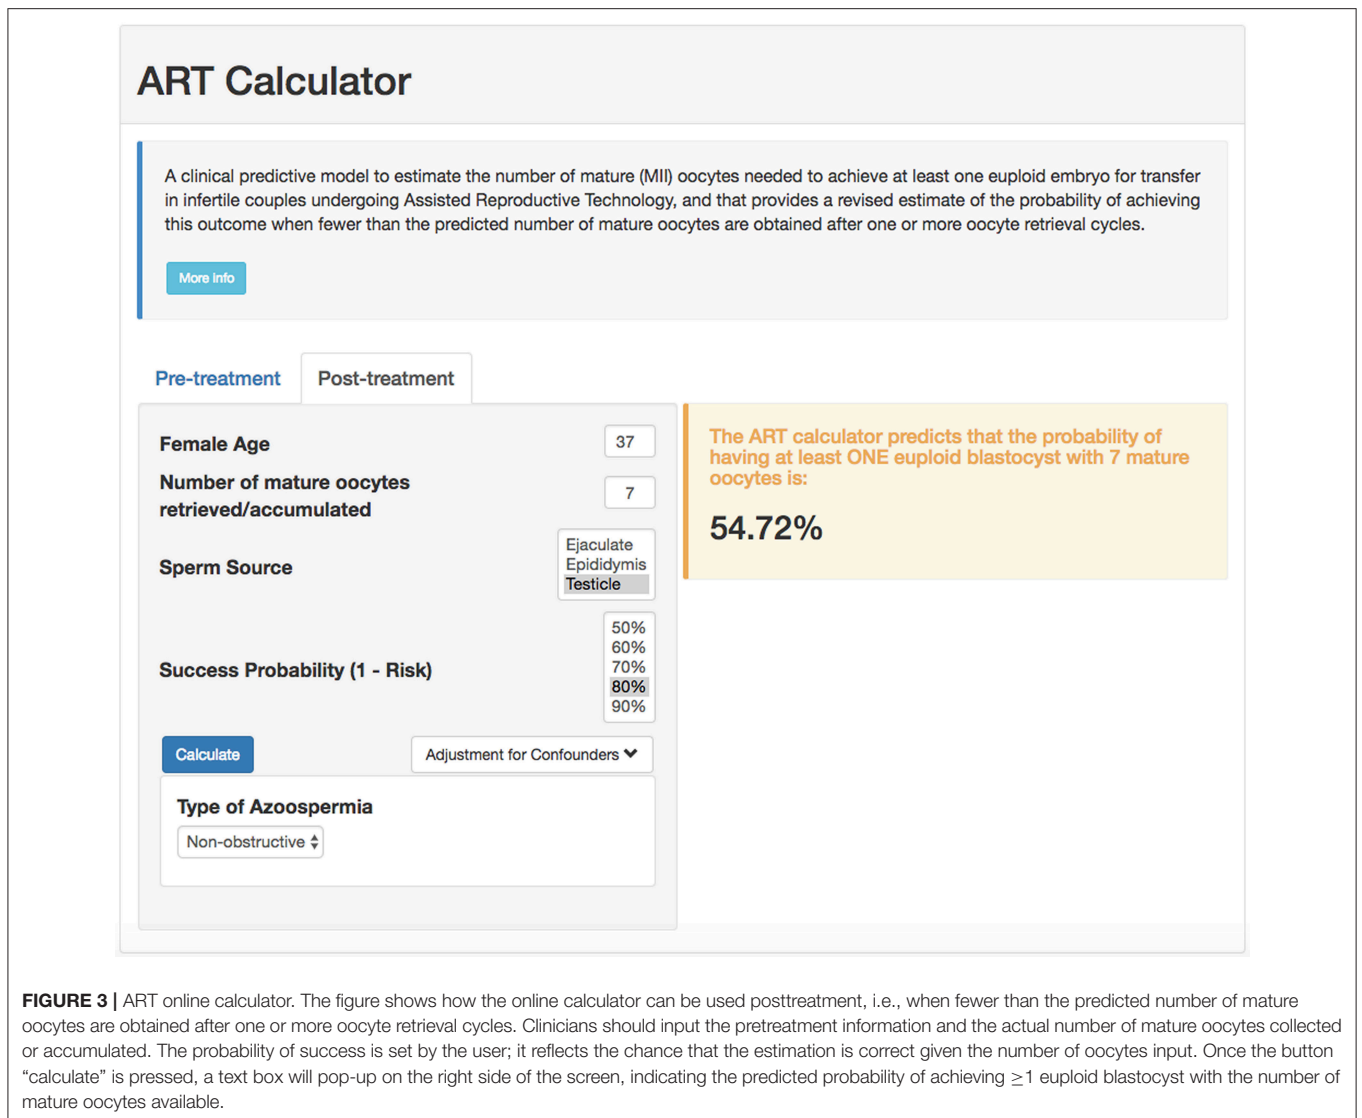 ART Calculator
A clinical predictive model to estimate the number of mature (MII) oocytes needed to achieve at least one euploid embryo for transfer
in infertile couples undergoing Assisted Reproductive Technology, and that provides a revised estimate of the probability of achieving
this outcome when fewer than the predicted number of mature oocytes are obtained after one or more oocyte retrieval cycles.
More info
Pre-treatment
Post-treatment
Female Age
37
Number of mature oocytes
retrieved/accumulated
7
Sperm Source
Ejaculate
Epididymis
Testicle
Success Probability (1 - Risk)
50%
60%
70%
80%
90%
Calculate
Adjustment for Confounders
Type of Azoospermia
Non-obstructive
The ART calculator predicts that the probability of
having at least ONE euploid blastocyst with 7 mature
oocytes is:
54.72%
FIGURE 3 | ART online calculator. The figure shows how the online calculator can be used posttreatment, i.e., when fewer than the predicted number of mature
oocytes are obtained after one or more oocyte retrieval cycles. Clinicians should input the pretreatment information and the actual number of mature oocytes collected
or accumulated. The probability of success is set by the user; it reflects the chance that the estimation is correct given the number of oocytes input. Once the button
“calculate” is pressed, a text box will pop-up on the right side of the screen, indicating the predicted probability of achieving ≥1 euploid blastocyst with the number of
mature oocytes available.